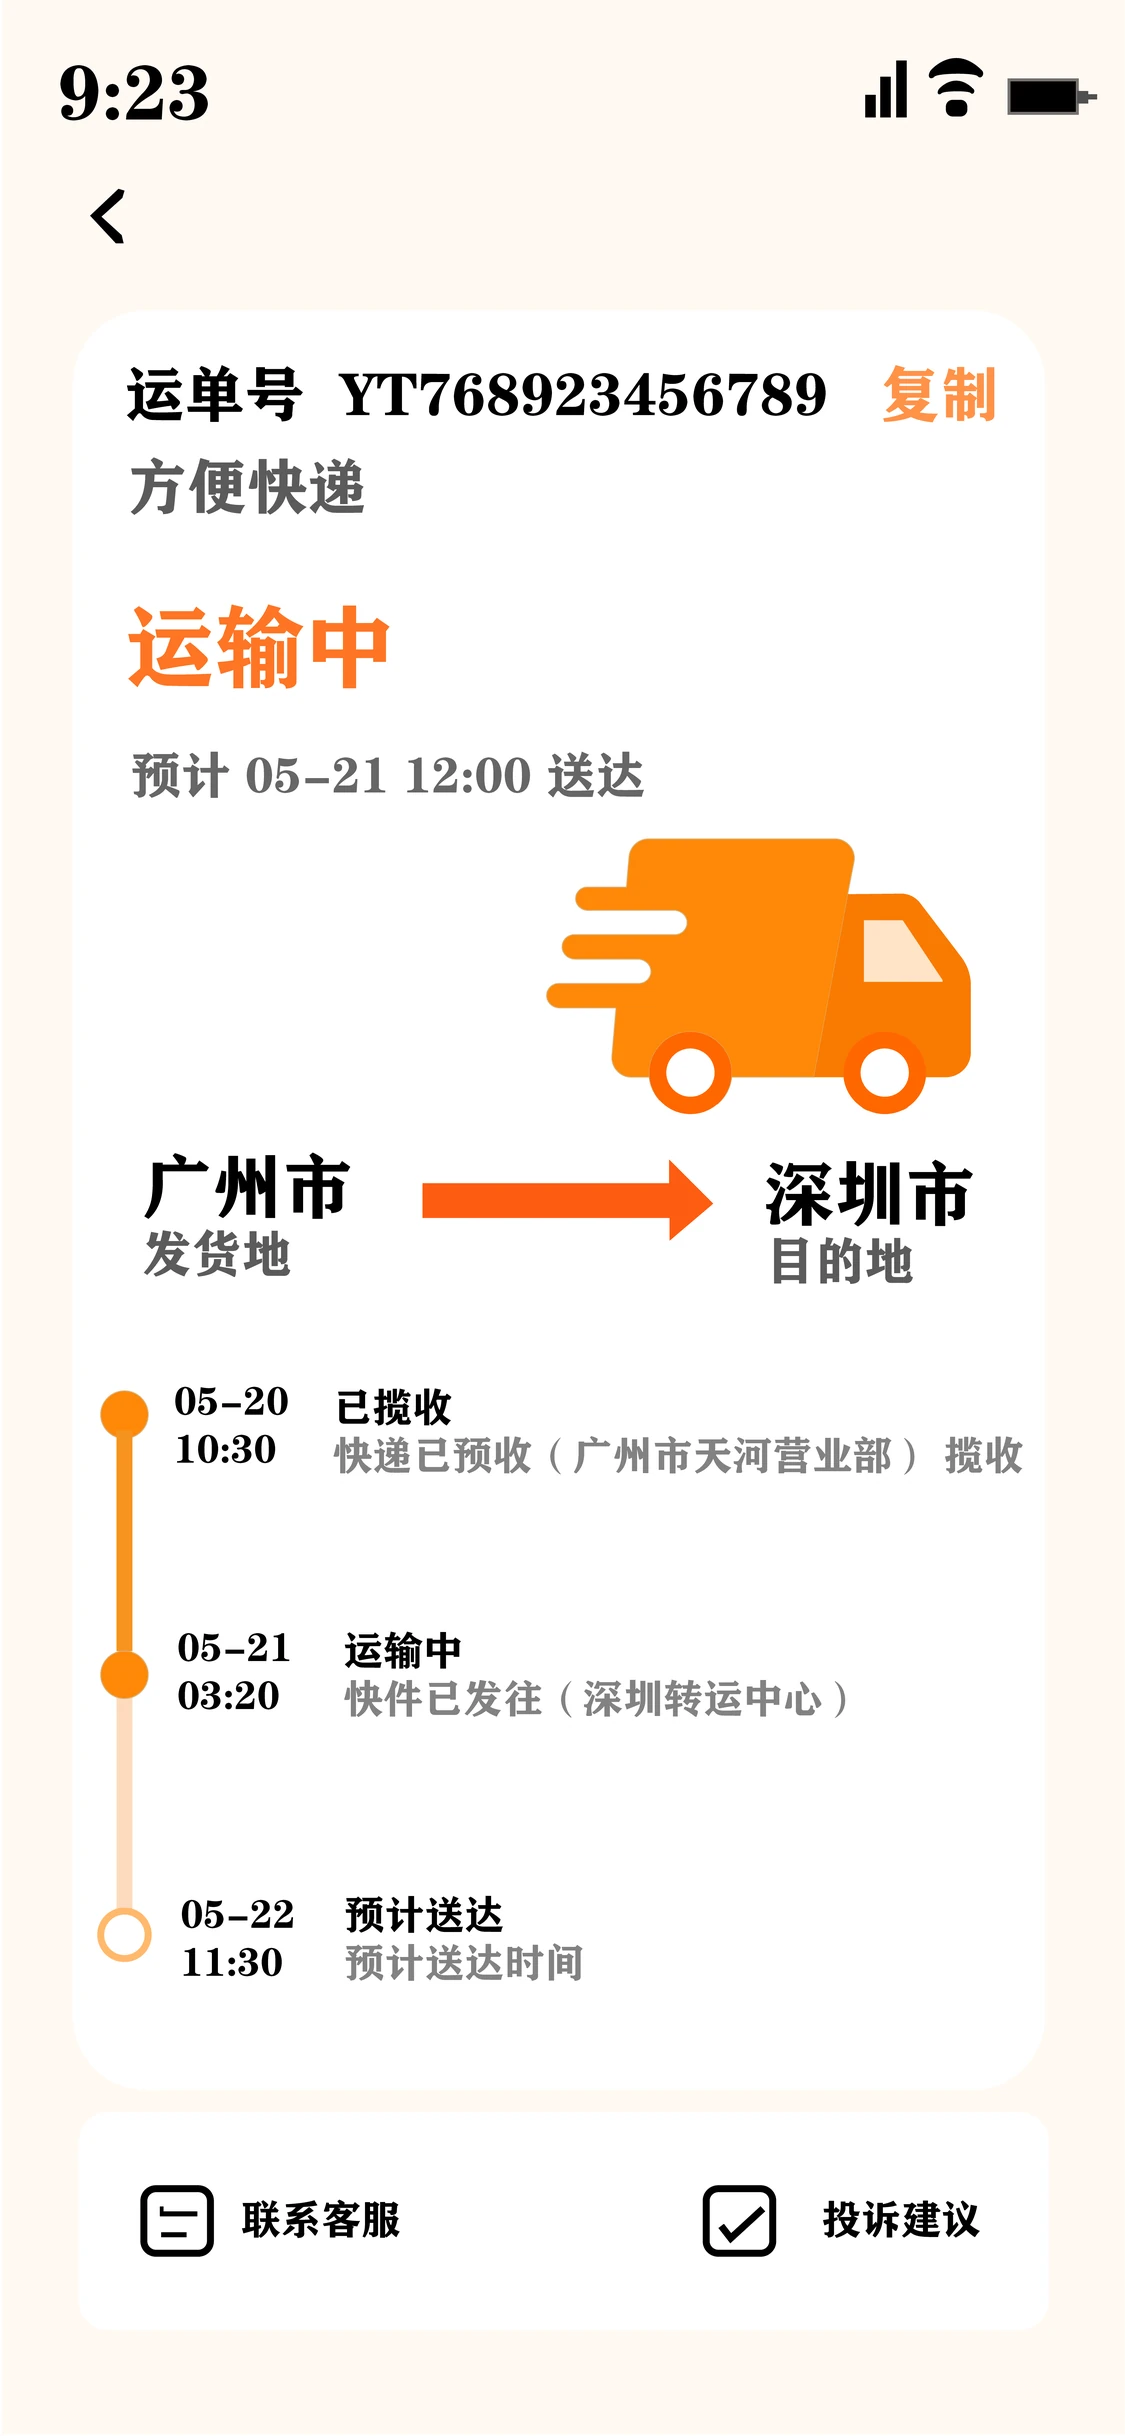 9:23
运单号 YT768923456789 复制
方便快递
运输中
预计 05-21 12:00 送达
广州市
发货地
深圳市
目的地
05-20 已揽收
10:30 快递已预收（广州市天河营业部） 揽收
05-21 运输中
03:20 快件已发往（深圳转运中心）
05-22 预计送达
11:30 预计送达时间
联系客服 投诉建议